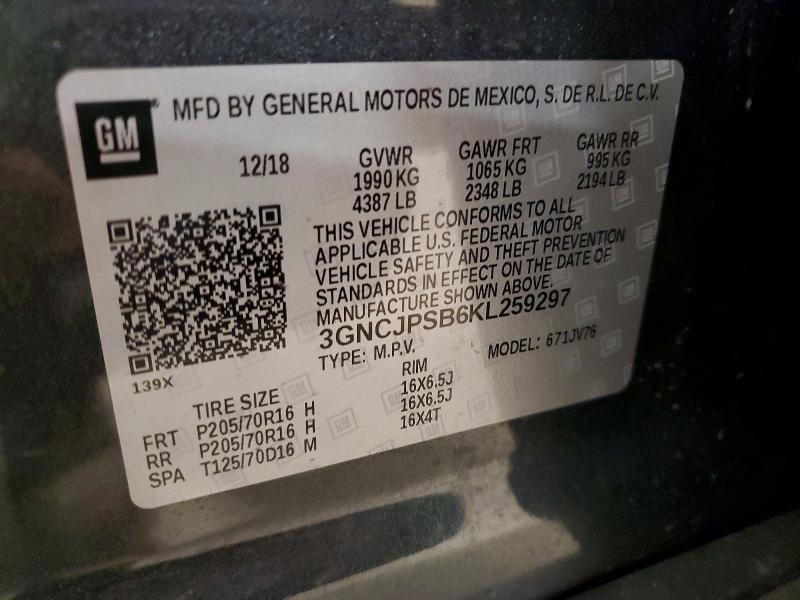 GM
MFD BY GENERAL MOTORS DE MEXICO, S. DE R.L. DE C.V.
12/18
GVWR
1990 KG
4387 LB
GAWR FRT
1065 KG
2348 LB
GAWR RR
995 KG
2194 LB
THIS VEHICLE CONFORMS TO ALL
APPLICABLE U.S. FEDERAL MOTOR
VEHICLE SAFETY AND THEFT PREVENTION
STANDARDS IN EFFECT ON THE DATE OF
MANUFACTURE SHOWN ABOVE.
3GNCJPSB6KL259297
TYPE: M.P.V. MODEL: 671JV76
139X
TIRE SIZE RIM
FRT P205/70R16 H 16X6.5J
RR P205/70R16 H 16X6.5J
SPA T125/70D16 M 16X4T